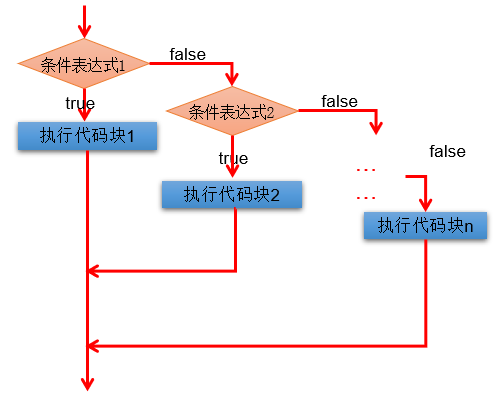 条件表达式1
false
true
执行代码块1
条件表达式2
false
true
执行代码块2
…
…
false
执行代码块n